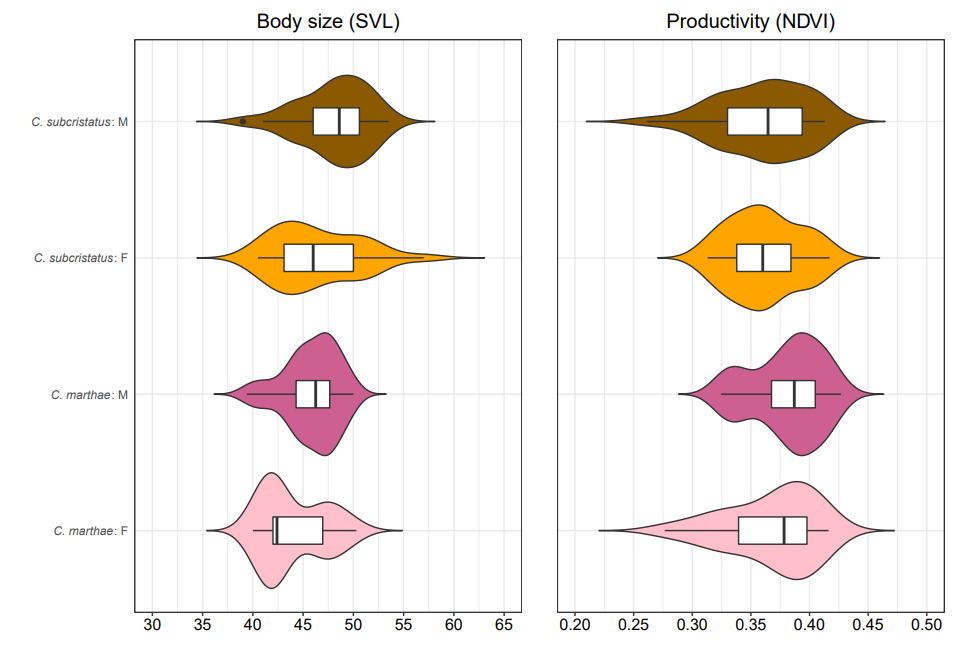 Body size (SVL) Productivity (NDVI)
C. subcristatus: M
C. subcristatus: F
C. marthae: M
C. marthae: F
30 35 40 45 50 55 60 65 0.20 0.25 0.30 0.35 0.40 0.45 0.50